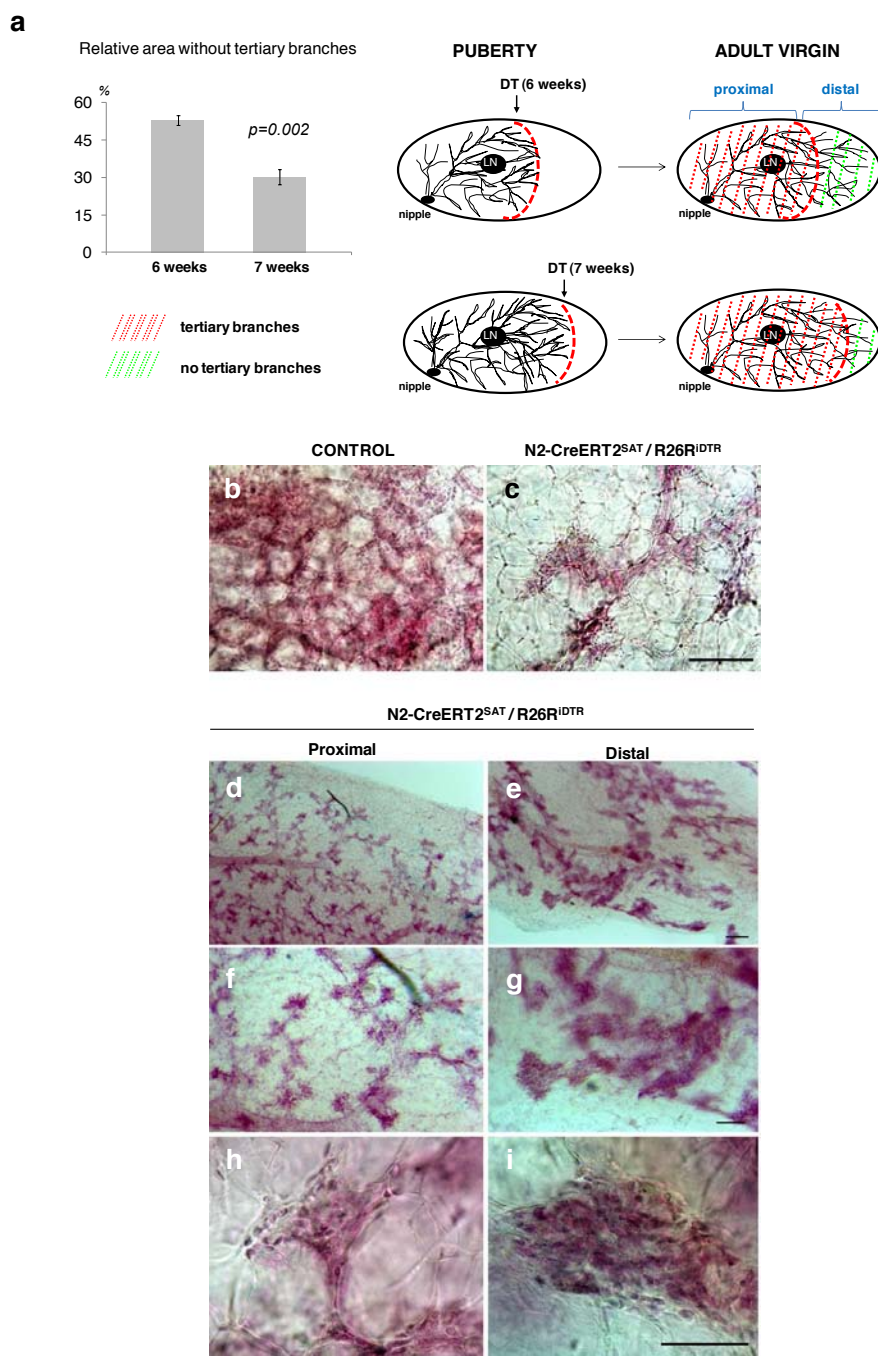 a
Relative area without tertiary branches
%
60
45
30
15
0
p=0.002
6 weeks
7 weeks
tertiary branches
no tertiary branches
PUBERTY
ADULT VIRGIN
DT (6 weeks)
proximal
distal
LN
nipple
LN
nipple
DT (7 weeks)
LN
nipple
LN
nipple
CONTROL
N2-CreERT2SAT / R26RiDTR
b
c
N2-CreERT2SAT / R26RiDTR
Proximal
Distal
d
e
f
g
h
i